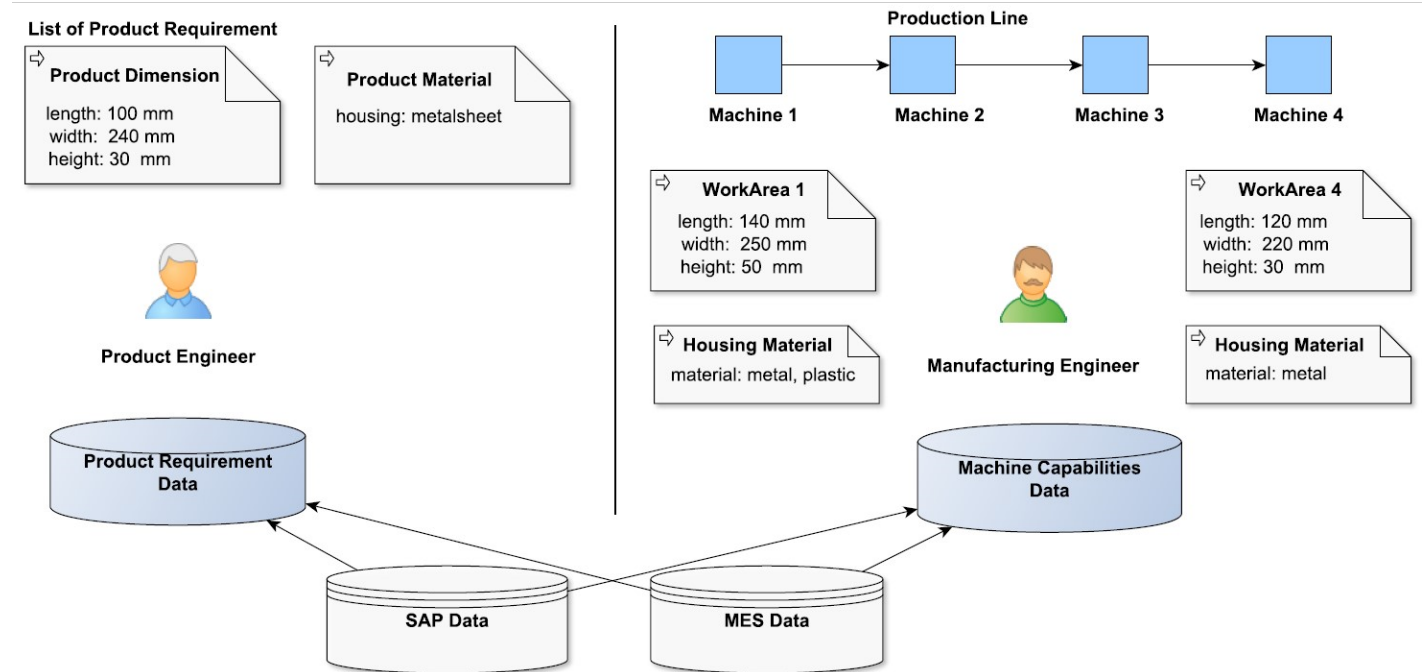 List of Product Requirement
Product Dimension
length: 100 mm
width: 240 mm
height: 30 mm
Product Material
housing: metalsheet
Product Engineer
Product Requirement
Data
Production Line
Machine 1
Machine 2
Machine 3
Machine 4
WorkArea 1
length: 140 mm
width: 250 mm
height: 50 mm
WorkArea 4
length: 120 mm
width: 220 mm
height: 30 mm
Housing Material
material: metal, plastic
Manufacturing Engineer
Housing Material
material: metal
Machine Capabilities
Data
SAP Data
MES Data